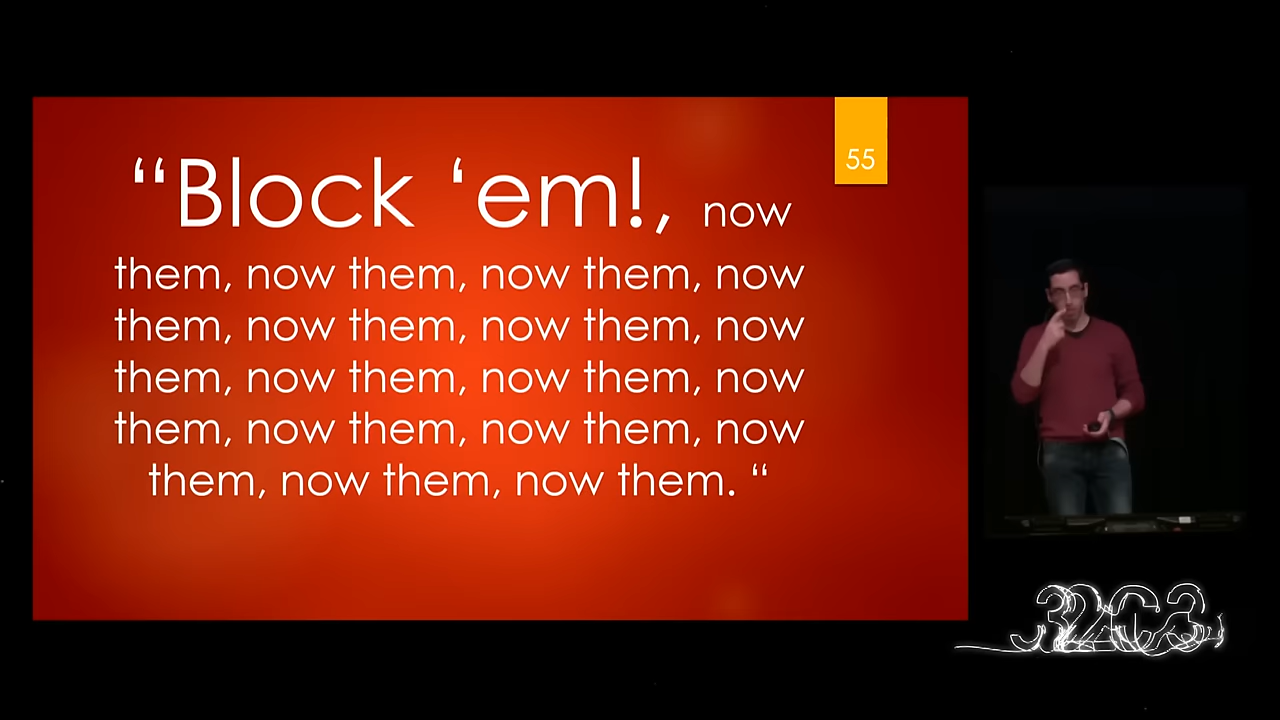 55
“Block ‘em!, now
them, now them, now them, now
them, now them, now them, now
them, now them, now them, now
them, now them, now them, now
them, now them, now them. “
32C3